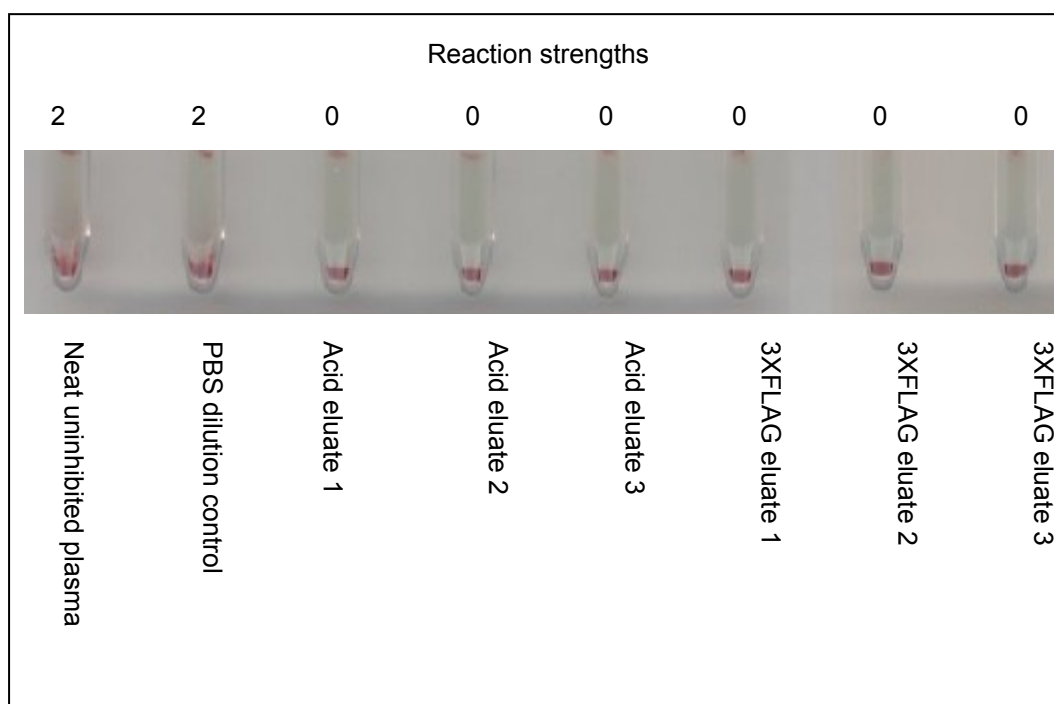 Reaction strengths
2 2 0 0 0 0 0 0
Neat uninhibited plasma
PBS dilution control
Acid eluate 1
Acid eluate 2
Acid eluate 3
3XFLAG eluate 1
3XFLAG eluate 2
3XFLAG eluate 3